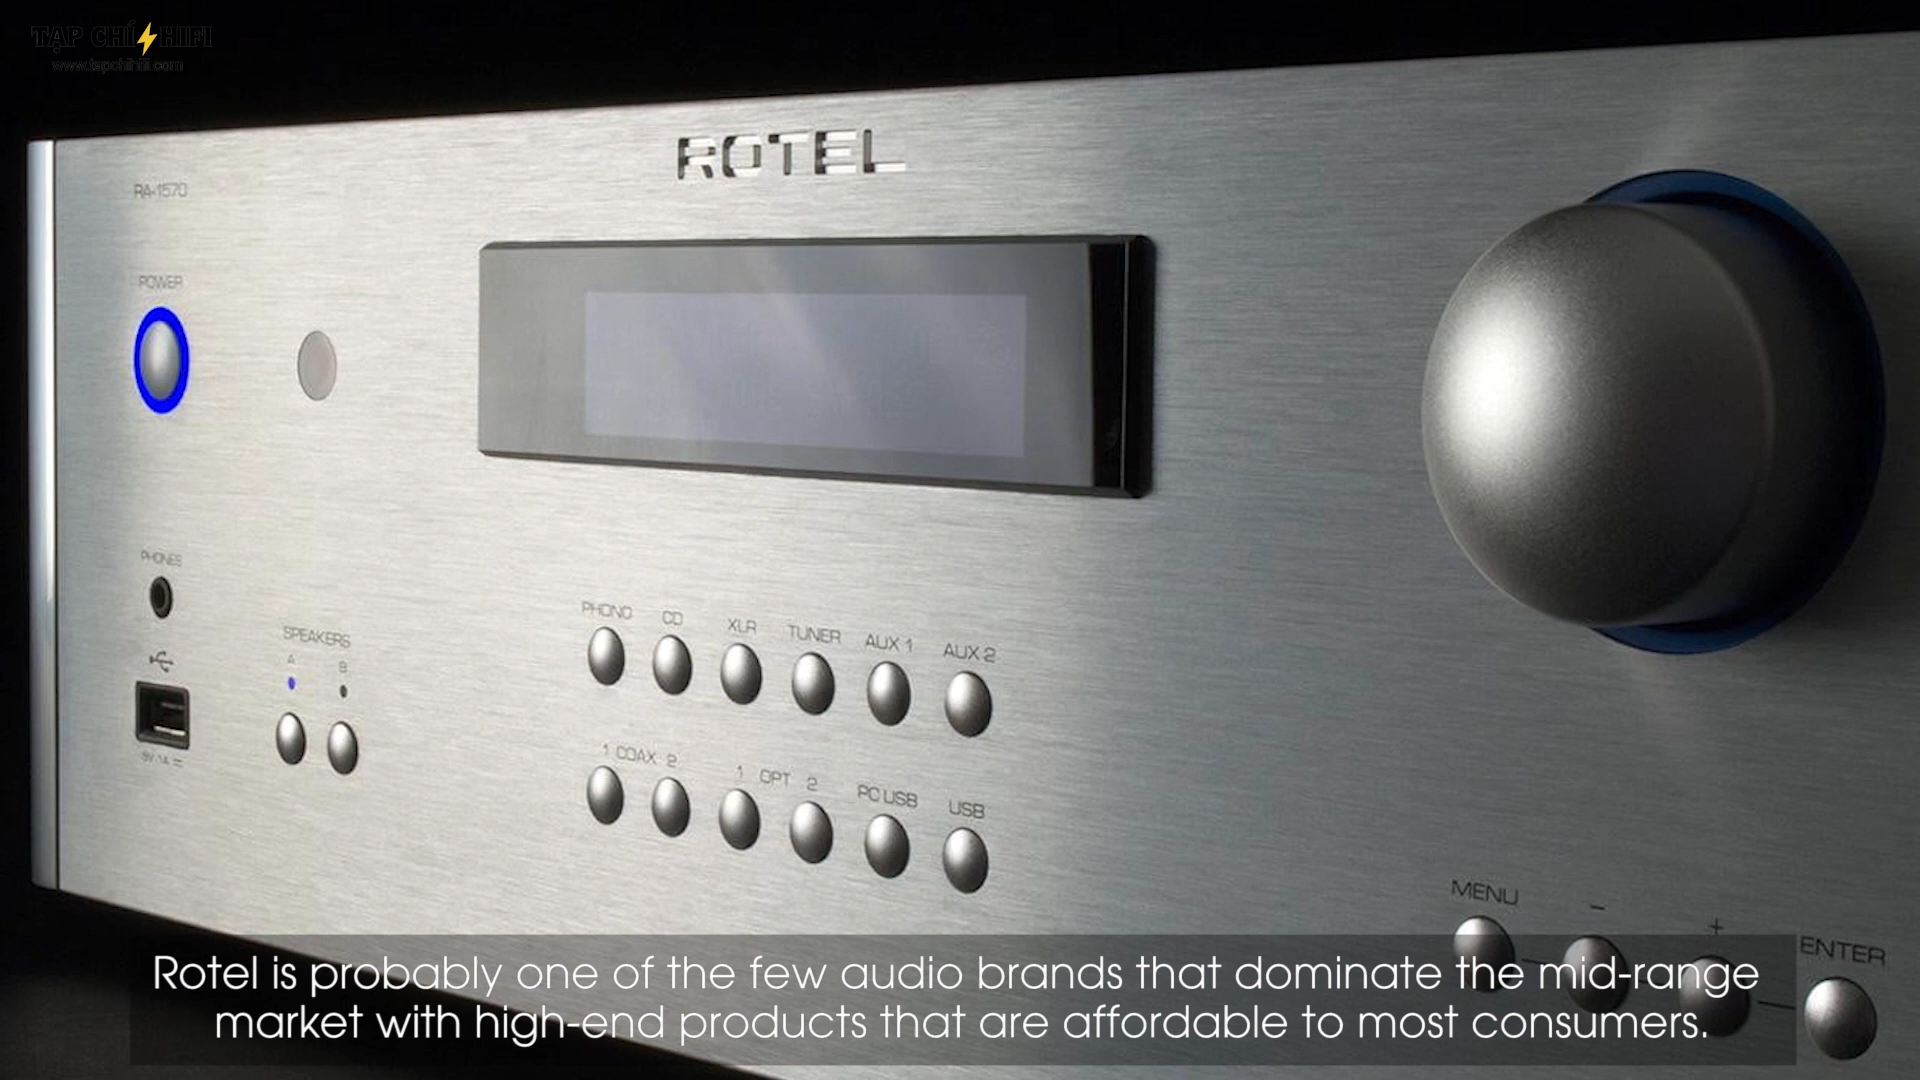 TẠP CHÍ HIFI
www.tapchihifi.com
ROTEL
RA-1570
POWER
PHONES
SPEAKERS
A B
5V 1A
PHONO CD XLR TUNER AUX 1 AUX 2
1 COAX 2 1 OPT 2 PC USB USB
MENU - + ENTER
Rotel is probably one of the few audio brands that dominate the mid-range
market with high-end products that are affordable to most consumers.